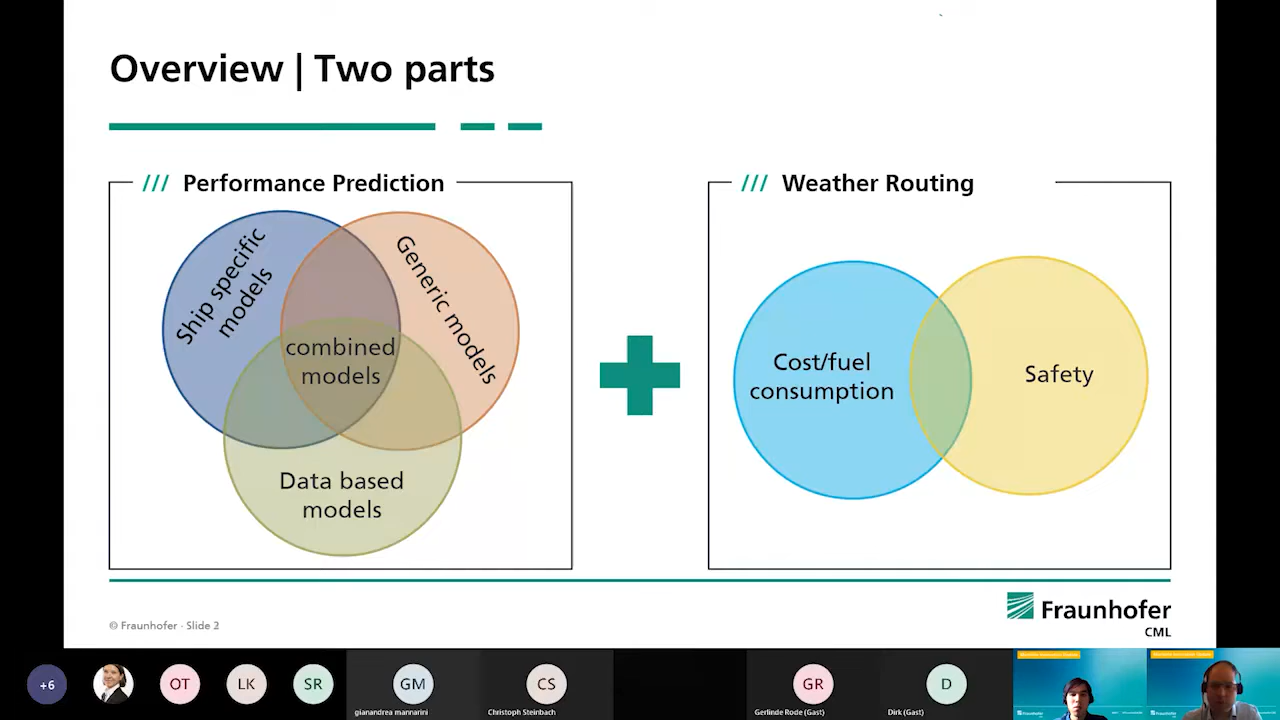 Overview | Two parts
/// Performance Prediction
Ship specific
models
Generic models
combined
models
Data based
models
/// Weather Routing
Cost/fuel
consumption
Safety
© Fraunhofer · Slide 2
Fraunhofer
CML
+6
OT
LK
SR
GM
gianandrea mannarini
CS
Christoph Steinbach
GR
Gerlinde Rode (Gast)
D
Dirk (Gast)
Fraunhofer
Fraunhofer